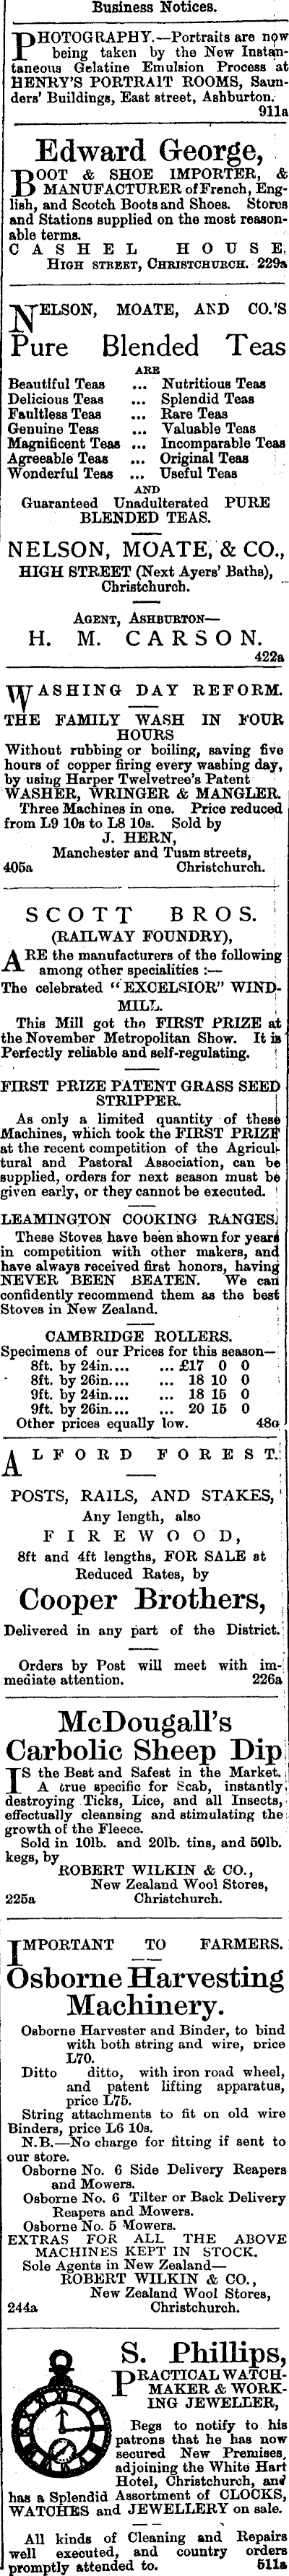 Business Notices.
PHOTOGRAPHY.—Portraits are now
being taken by the New Instan-
taneous Gelatine Emulsion Process at
HENRY'S PORTRAIT ROOMS, Saun-
ders' Buildings, East street, Ashburton.
911a
Edward George,
BOOT & SHOE IMPORTER, &
MANUFACTURER of French, Eng-
lish, and Scotch Boots and Shoes. Stores
and Stations supplied on the most reason-
able terms.
CASHEL HOUSE,
HIGH STREET, CHRISTCHURCH. 229a
NELSON, MOATE, AND CO.'S
Pure Blended Teas
ARE
Beautiful Teas ... Nutritious Teas
Delicious Teas ... Splendid Teas
Faultless Teas ... Rare Teas
Genuine Teas ... Valuable Teas
Magnificent Teas ... Incomparable Teas
Agreeable Teas ... Original Teas
Wonderful Teas ... Useful Teas
AND
Guaranteed Unadulterated PURE
BLENDED TEAS.
NELSON, MOATE, & CO.,
HIGH STREET (Next Ayers' Baths),
Christchurch.
AGENT, ASHBURTON—
H. M. CARSON.
422a
WASHING DAY REFORM.
THE FAMILY WASH IN FOUR
HOURS
Without rubbing or boiling, saving five
hours of copper firing every washing day,
by using Harper Twelvetree's Patent
WASHER, WRINGER & MANGLER.
Three Machines in one. Price reduced
from L9 10s to L8 10s. Sold by
J. HERN,
Manchester and Tuam streets,
405a Christchurch.
SCOTT BROS.
(RAILWAY FOUNDRY),
ARE the manufacturers of the following
among other specialities :—
The celebrated "EXCELSIOR" WIND-
MILL.
This Mill got the FIRST PRIZE at
the November Metropolitan Show. It is
Perfectly reliable and self-regulating.
FIRST PRIZE PATENT GRASS SEED
STRIPPER.
As only a limited quantity of these
Machines, which took the FIRST PRIZE
at the recent competition of the Agricul-
tural and Pastoral Association, can be
supplied, orders for next season must be
given early, or they cannot be executed.
LEAMINGTON COOKING RANGES.
These Stoves have been shown for years
in competition with other makers, and
have always received first honors, having
NEVER BEEN BEATEN. We can
confidently recommend them as the best
Stoves in New Zealand.
CAMBRIDGE ROLLERS.
Specimens of our Prices for this season—
8ft. by 24in.... ... £17 0 0
8ft. by 26in.... ... 18 10 0
9ft. by 24in.... ... 18 15 0
9ft. by 26in.... ... 20 15 0
Other prices equally low. 48a
ALFORD FOREST.
POSTS, RAILS, AND STAKES,
Any length, also
FIREWOOD,
8ft and 4ft lengths, FOR SALE at
Reduced Rates, by
Cooper Brothers,
Delivered in any part of the District.
Orders by Post will meet with im-
mediate attention. 226a
McDougall's
Carbolic Sheep Dip
IS the Best and Safest in the Market.
A true specific for Scab, instantly
destroying Ticks, Lice, and all Insects,
effectually cleansing and stimulating the
growth of the Fleece.
Sold in 10lb. and 20lb. tins, and 50lb.
kegs, by
ROBERT WILKIN & CO.,
New Zealand Wool Stores,
225a Christchurch.
IMPORTANT TO FARMERS.
Osborne Harvesting
Machinery.
Osborne Harvester and Binder, to bind
with both string and wire, price
L70.
Ditto ditto, with iron road wheel,
and patent lifting apparatus,
price L75.
String attachments to fit on old wire
Binders, price L6 10s.
N.B.—No charge for fitting if sent to
our store.
Osborne No. 6 Side Delivery Reapers
and Mowers.
Osborne No. 6 Tilter or Back Delivery
Reapers and Mowers.
Osborne No. 5 Mowers.
EXTRAS FOR ALL THE ABOVE
MACHINES KEPT IN STOCK.
Sole Agents in New Zealand—
ROBERT WILKIN & CO.,
New Zealand Wool Stores,
244a Christchurch.
S. Phillips,
PRACTICAL WATCH-
MAKER & WORK-
ING JEWELLER,
Begs to notify to his
patrons that he has now
secured New Premises,
adjoining the White Hart
Hotel, Christchurch, and
has a Splendid Assortment of CLOCKS,
WATCHES and JEWELLERY on sale.
All kinds of Cleaning and Repairs
well executed, and country orders
promptly attended to. 511a